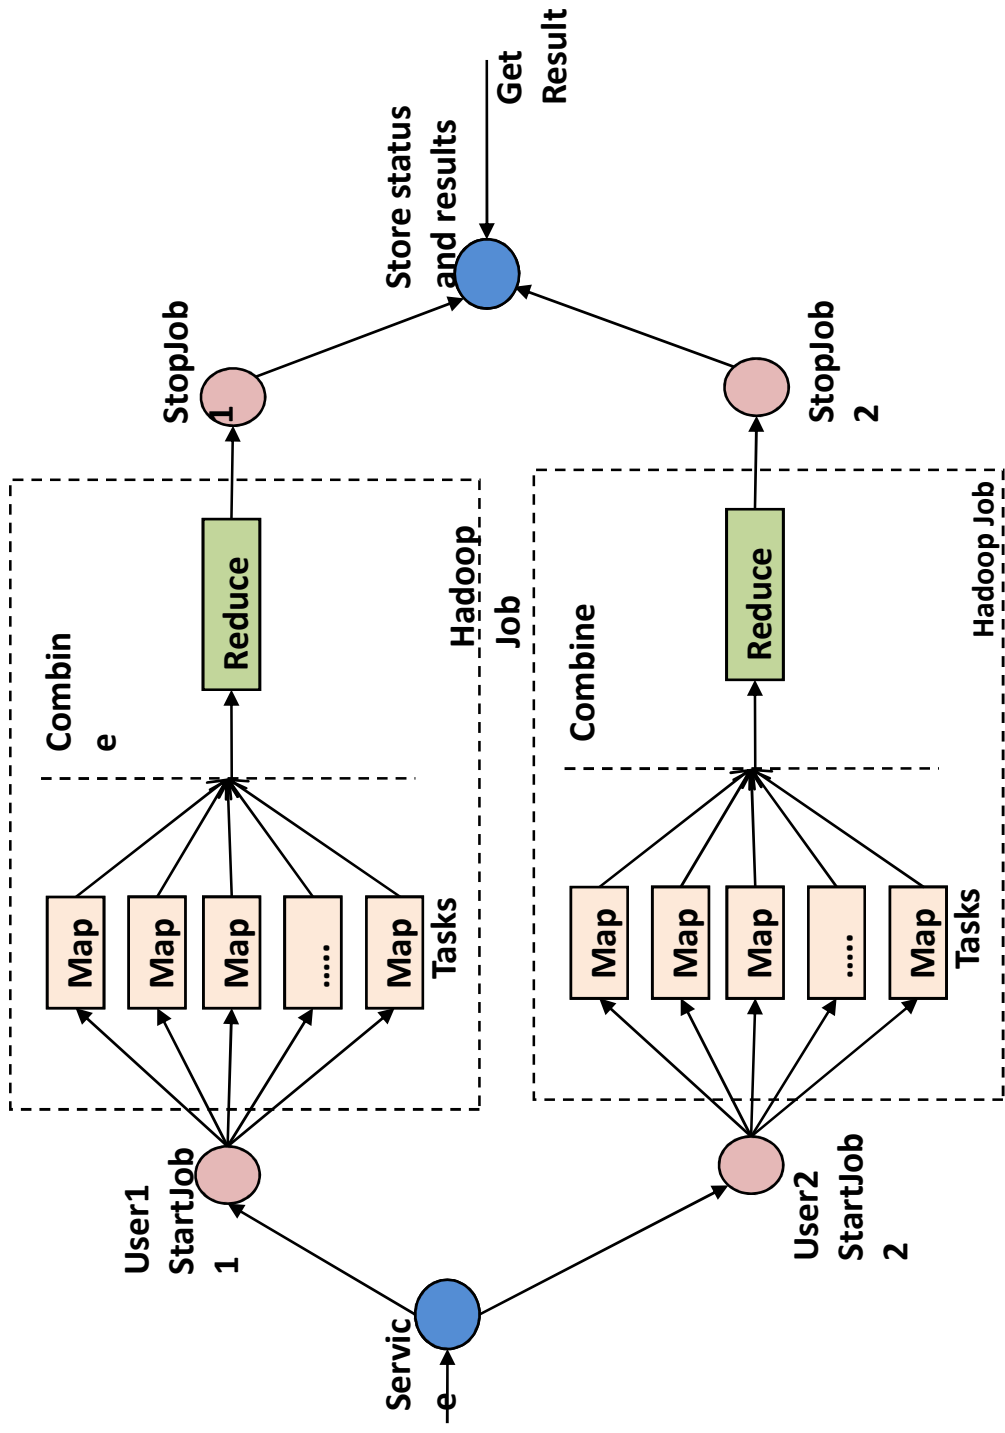 Servic
e
User1
StartJob
1
Map
Map
Map
.....
Map
Tasks
Combin
e
Reduce
Hadoop
Job
StopJob
1
User2
StartJob
2
Map
Map
Map
.....
Map
Tasks
Combine
Reduce
Hadoop Job
StopJob
2
Store status
and results
Get
Result